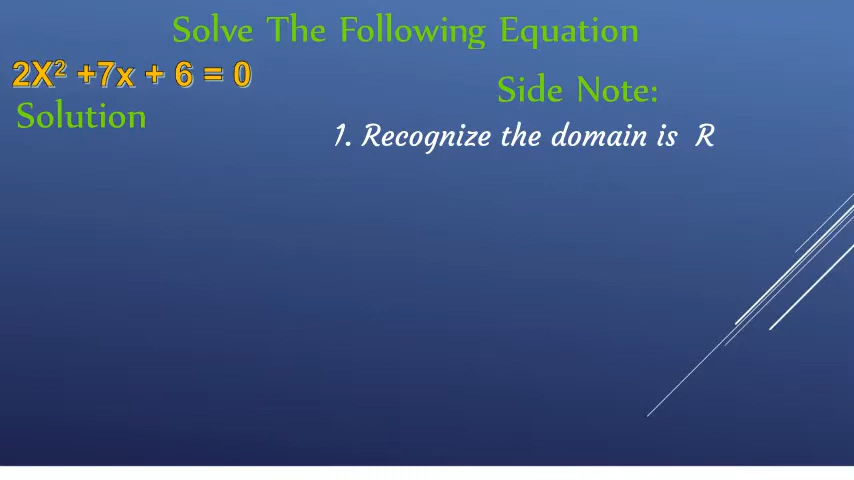 Solve The Following Equation
2X² +7x + 6 = 0
Side Note:
Solution
1. Recognize the domain is R